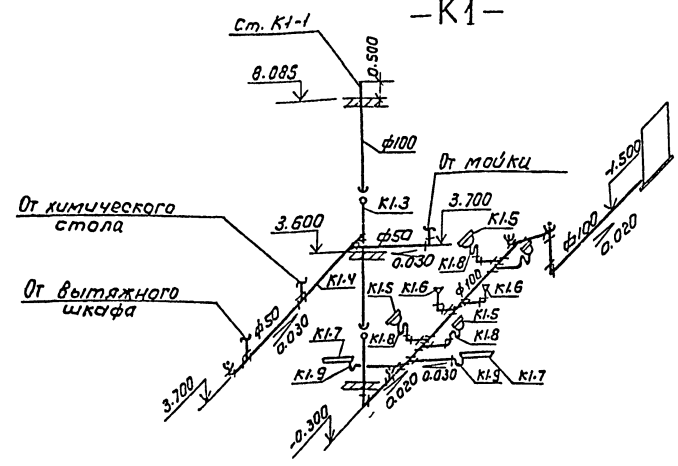 -К1-
Ст. К1-1
0.500
8.085
ф100
От мойки
-1.500
К1.3
3.700
К1.5
От химического
стола
3.600
ф50
0.030
К1.8
ф100
ф100
0.020
К1.4
От вытяжного
шкафа
К1.5
К1.6
К1.6
К1.5
ф50
0.030
К1.7
К1.8
К1.8
К1.9
0.020
0.030
К1.9
К1.7
3.700
-0.300